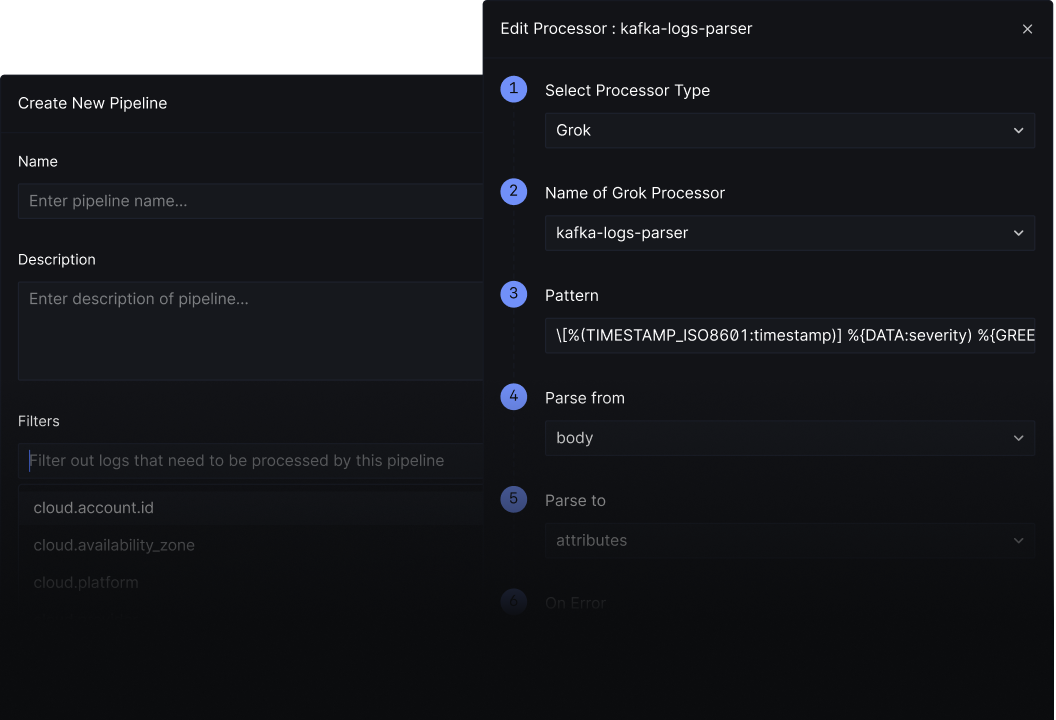 Create New Pipeline
Name
Enter pipeline name...
Description
Enter description of pipeline...
Filters
Filter out logs that need to be processed by this pipeline
cloud.account.id
cloud.availability_zone
cloud.platform
Edit Processor : kafka-logs-parser
1
Select Processor Type
Grok
2
Name of Grok Processor
kafka-logs-parser
3
Pattern
\[%(TIMESTAMP_ISO8601:timestamp)] %{DATA:severity) %{GREE
4
Parse from
body
5
Parse to
attributes
6
On Error